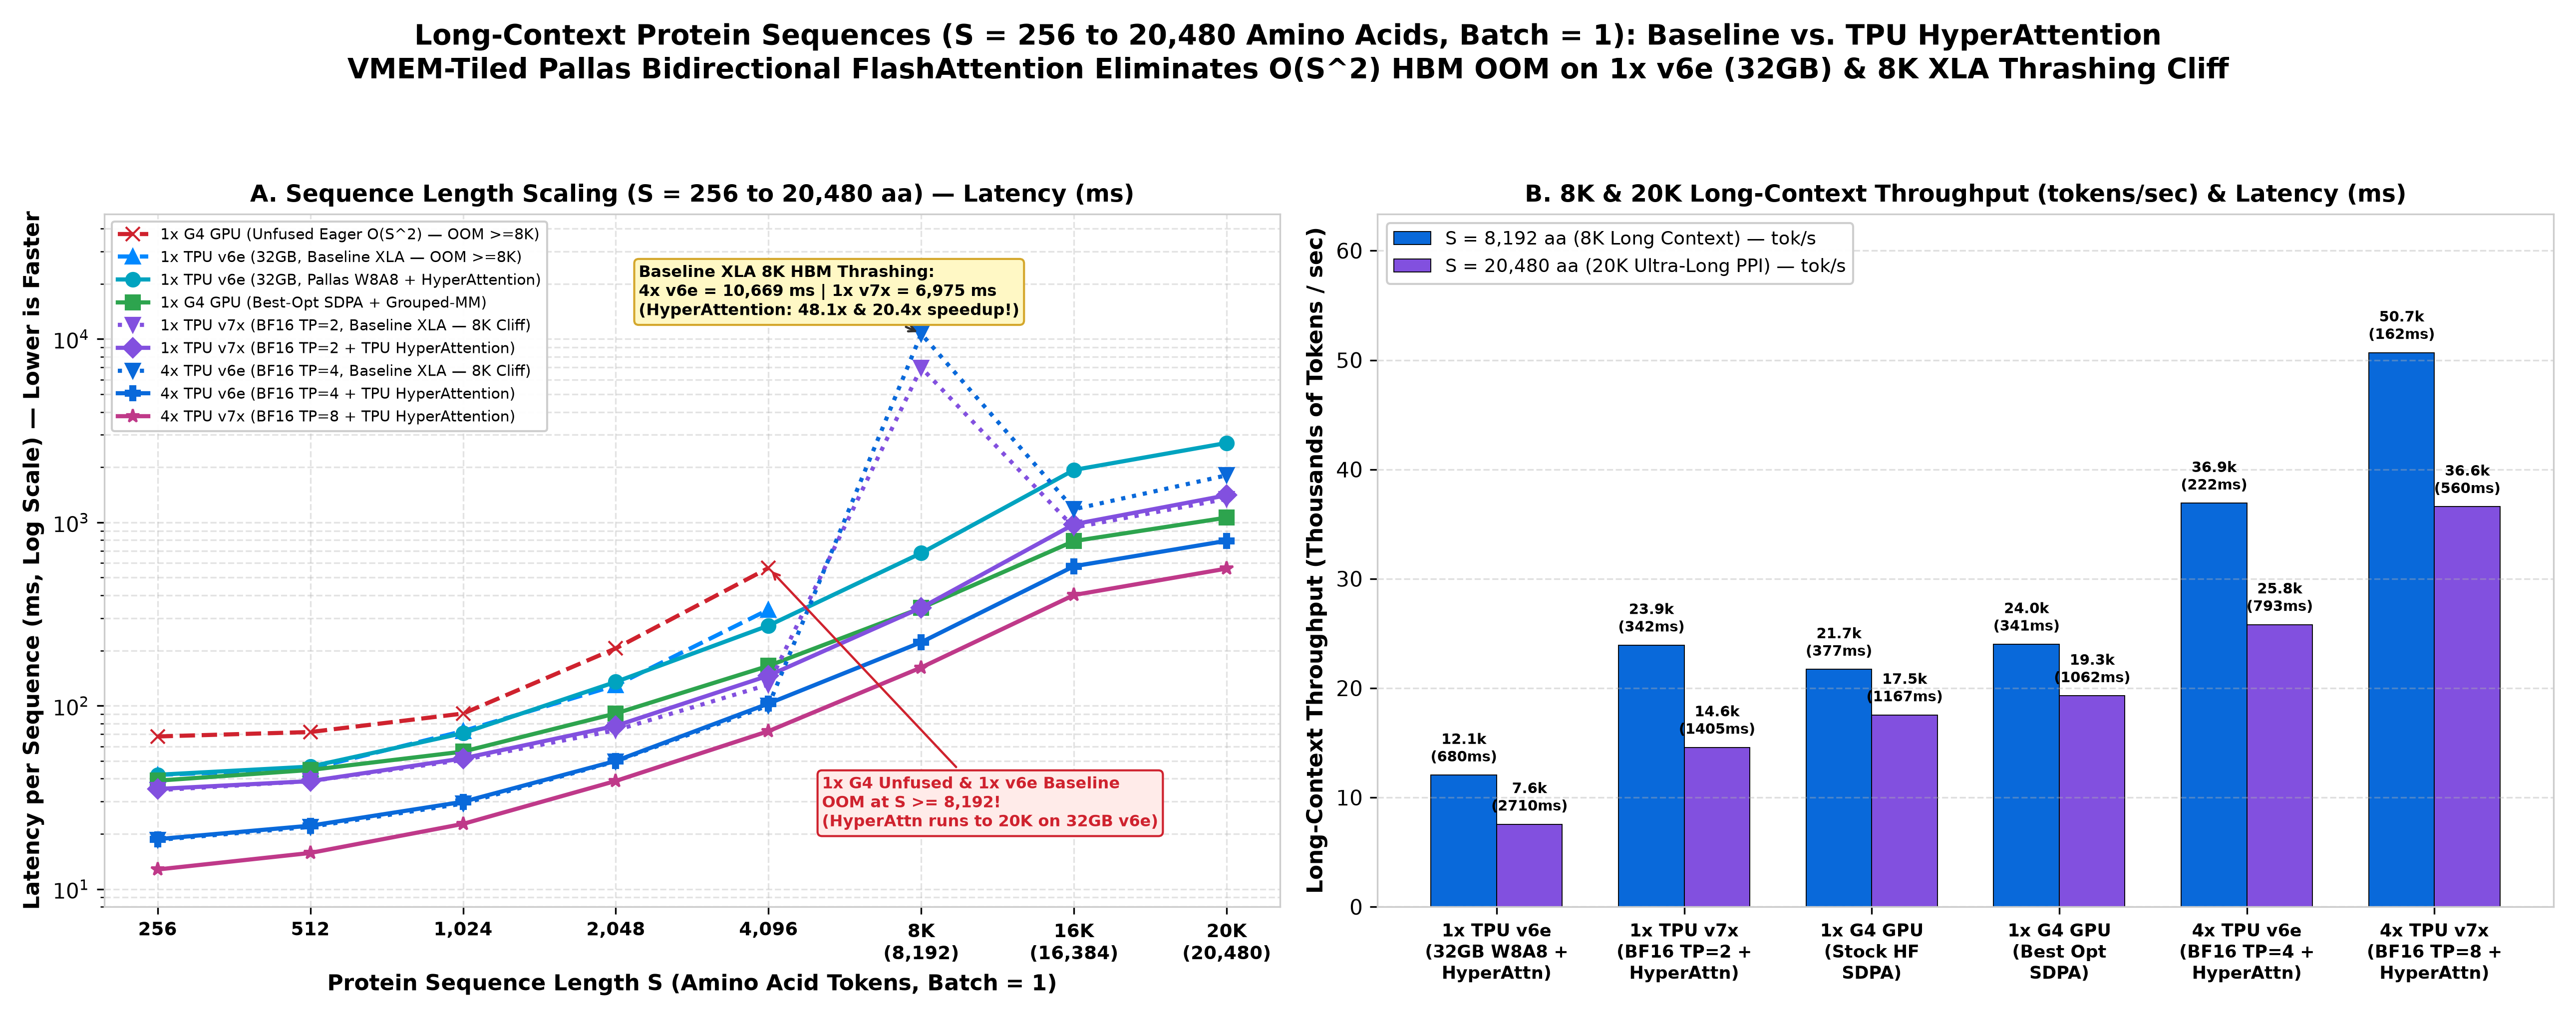 Long-Context Protein Sequences (S = 256 to 20,480 Amino Acids, Batch = 1): Baseline vs. TPU HyperAttention
VMEM-Tiled Pallas Bidirectional FlashAttention Eliminates O(S^2) HBM OOM on 1x v6e (32GB) & 8K XLA Thrashing Cliff
A. Sequence Length Scaling (S = 256 to 20,480 aa) — Latency (ms)
Latency per Sequence (ms, Log Scale) — Lower is Faster
10^4
10^3
10^2
10^1
1x G4 GPU (Unfused Eager O(S^2) — OOM >=8K)
1x TPU v6e (32GB, Baseline XLA — OOM >=8K)
1x TPU v6e (32GB, Pallas W8A8 + HyperAttention)
1x G4 GPU (Best-Opt SDPA + Grouped-MM)
1x TPU v7x (BF16 TP=2, Baseline XLA — 8K Cliff)
1x TPU v7x (BF16 TP=2 + TPU HyperAttention)
4x TPU v6e (BF16 TP=4, Baseline XLA — 8K Cliff)
4x TPU v6e (BF16 TP=4 + TPU HyperAttention)
4x TPU v7x (BF16 TP=8 + TPU HyperAttention)
Baseline XLA 8K HBM Thrashing:
4x v6e = 10,669 ms | 1x v7x = 6,975 ms
(HyperAttention: 48.1x & 20.4x speedup!)
1x G4 Unfused & 1x v6e Baseline
OOM at S >= 8,192!
(HyperAttn runs to 20K on 32GB v6e)
256
512
1,024
2,048
4,096
8K
(8,192)
16K
(16,384)
20K
(20,480)
Protein Sequence Length S (Amino Acid Tokens, Batch = 1)
B. 8K & 20K Long-Context Throughput (tokens/sec) & Latency (ms)
Long-Context Throughput (Thousands of Tokens / sec)
60
50
40
30
20
10
0
S = 8,192 aa (8K Long Context) — tok/s
S = 20,480 aa (20K Ultra-Long PPI) — tok/s
12.1k
(680ms)
7.6k
(2710ms)
23.9k
(342ms)
14.6k
(1405ms)
21.7k
(377ms)
17.5k
(1167ms)
24.0k
(341ms)
19.3k
(1062ms)
36.9k
(222ms)
25.8k
(793ms)
50.7k
(162ms)
36.6k
(560ms)
1x TPU v6e
(32GB W8A8 +
HyperAttn)
1x TPU v7x
(BF16 TP=2 +
HyperAttn)
1x G4 GPU
(Stock HF
SDPA)
1x G4 GPU
(Best Opt
SDPA)
4x TPU v6e
(BF16 TP=4 +
HyperAttn)
4x TPU v7x
(BF16 TP=8 +
HyperAttn)